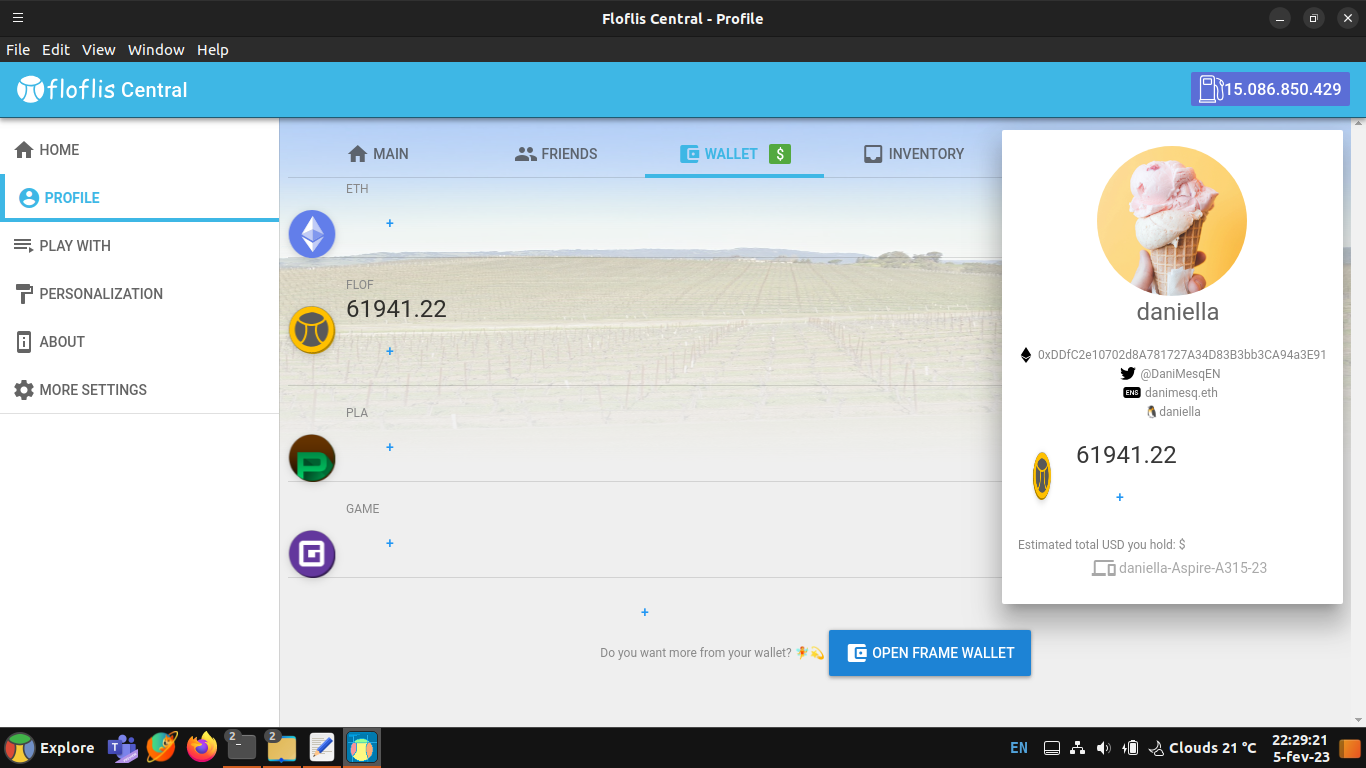 Floflis Central - Profile
File Edit View Window Help
floflis Central
15.086.850.429
HOME
PROFILE
PLAY WITH
PERSONALIZATION
ABOUT
MORE SETTINGS
MAIN FRIENDS WALLET $ INVENTORY
ETH
+
FLOF
61941.22
+
PLA
+
GAME
+
+
Do you want more from your wallet? 🧚💫 OPEN FRAME WALLET
daniella
0xDDfC2e10702d8A781727A34D83B3bb3CA94a3E91
@DaniMesqEN
ENS danimesq.eth
🐧daniella
61941.22
+
Estimated total USD you hold: $
daniella-Aspire-A315-23
Explore 2 2 EN Clouds 21 °C 22:29:21
5-fev-23